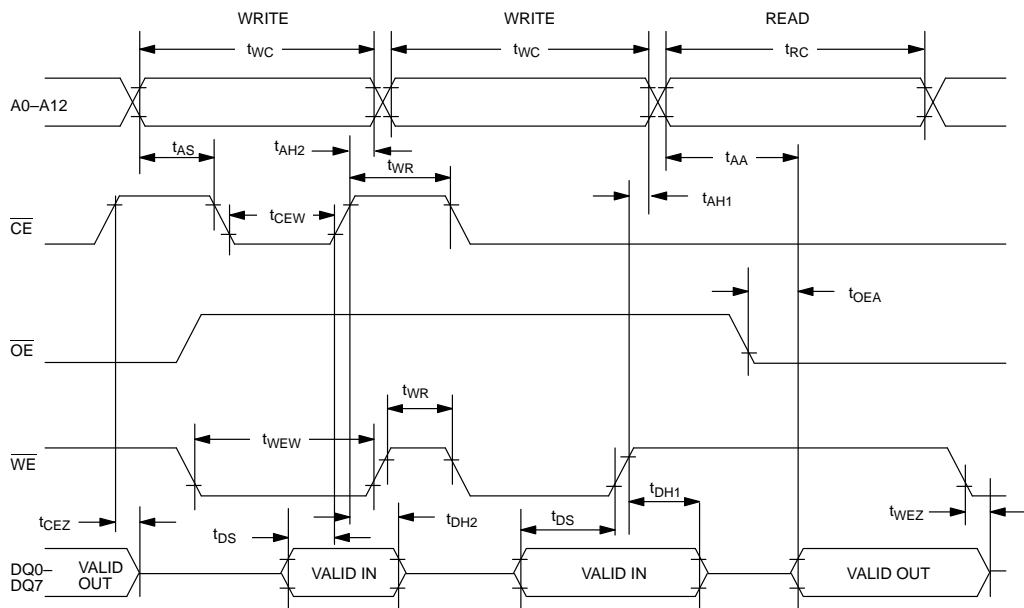 WRITE WRITE READ
tWC tWC tRC
A0–A12
tAS tAH2 tWR tAA
tAH1
CE tCEW
tOEA
OE
tWR
tWEW
WE
tDH1
tCEZ tDS tDH2 tDS tWEZ
DQ0–
DQ7
VALID
OUT
VALID IN VALID IN VALID OUT